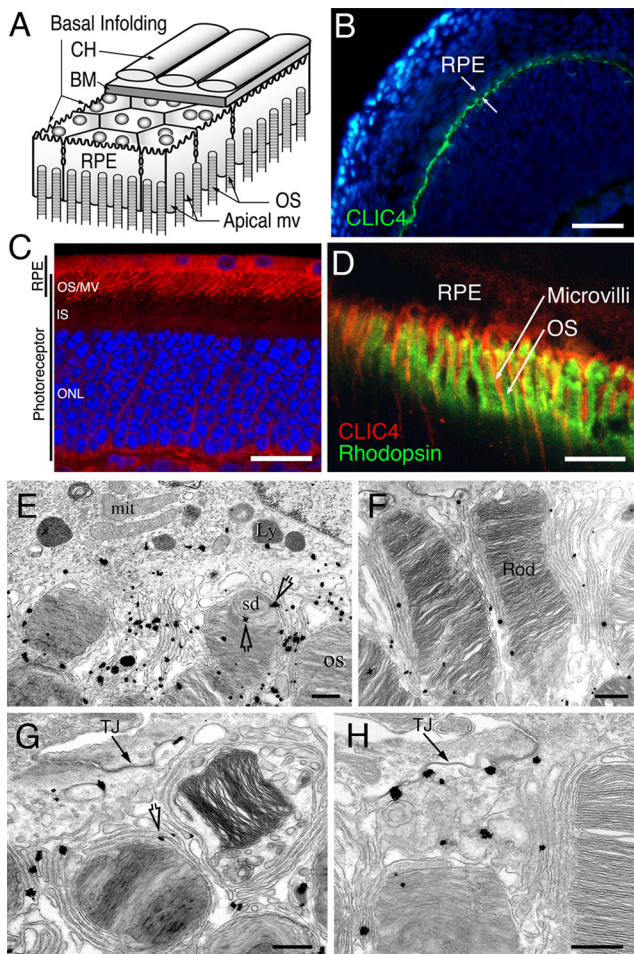 A
Basal Infolding
CH
BM
RPE
OS
Apical mv
B
RPE
CLIC4
C
RPE
OS/MV
IS
Photoreceptor
ONL
D
RPE
Microvilli
OS
CLIC4
Rhodopsin
E
mit
Ly
sd
os
F
Rod
G
TJ
H
TJ